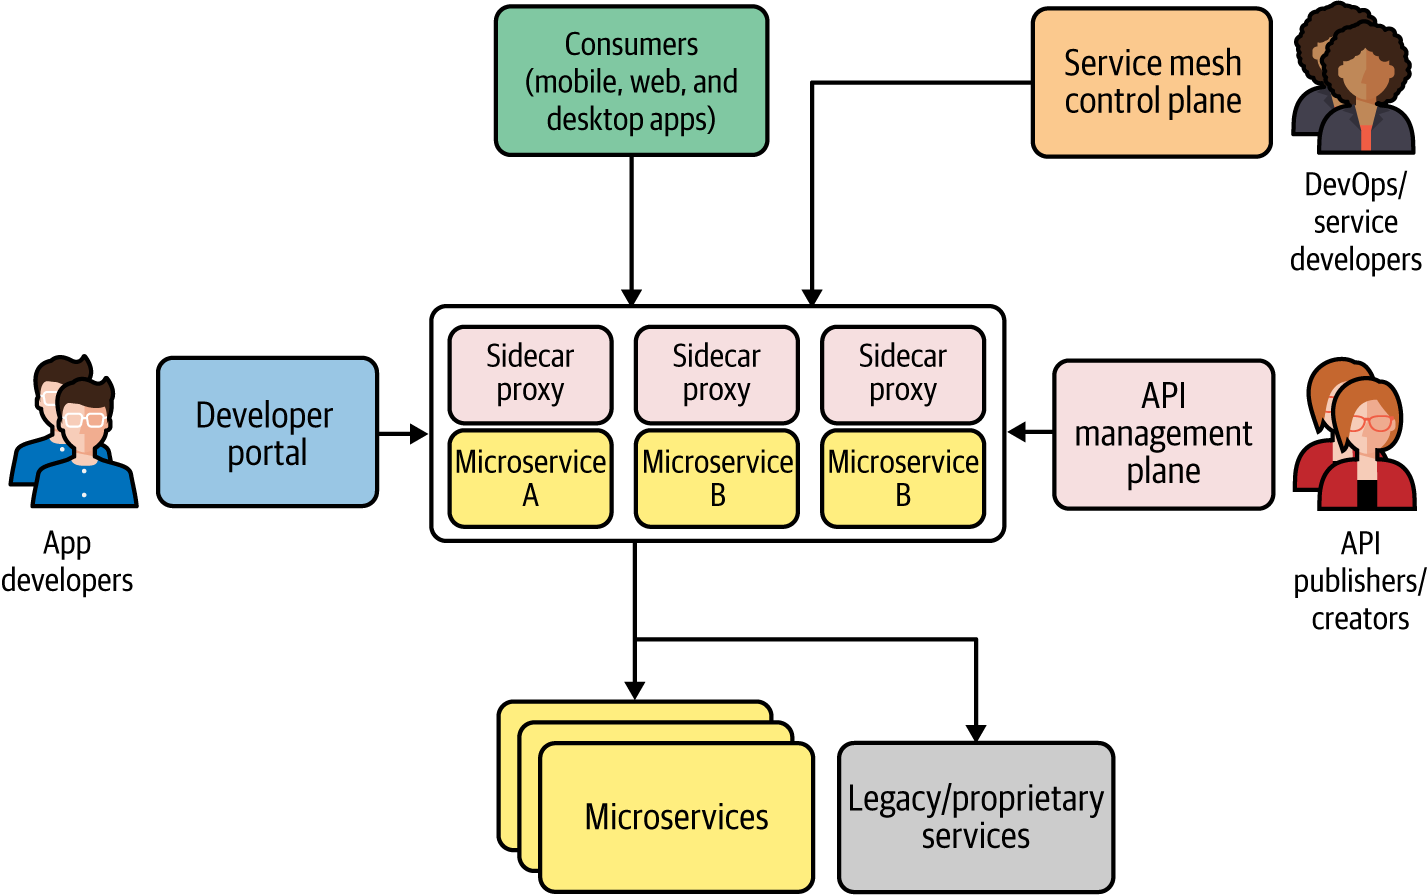 Consumers
(mobile, web, and
desktop apps)
Service mesh
control plane
DevOps/
service
developers
Sidecar
proxy
Sidecar
proxy
Sidecar
proxy
Microservice
A
Microservice
B
Microservice
B
Developer
portal
App
developers
API
management
plane
API
publishers/
creators
Microservices
Legacy/proprietary
services